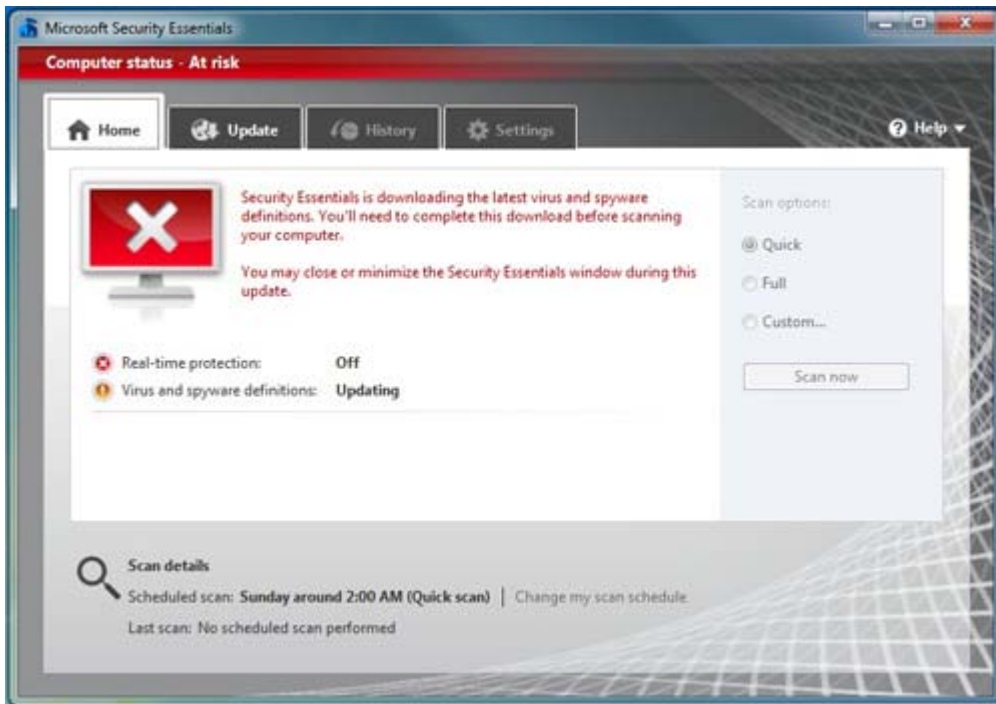 Microsoft Security Essentials
Computer status - At risk
Home
Update
History
Settings
Help
Security Essentials is downloading the latest virus and spyware
definitions. You'll need to complete this download before scanning
your computer.
You may close or minimize the Security Essentials window during this
update.
Real-time protection: Off
Virus and spyware definitions: Updating
Scan options:
Quick
Full
Custom...
Scan now
Scan details
Scheduled scan: Sunday around 2:00 AM (Quick scan) | Change my scan schedule
Last scan: No scheduled scan performed